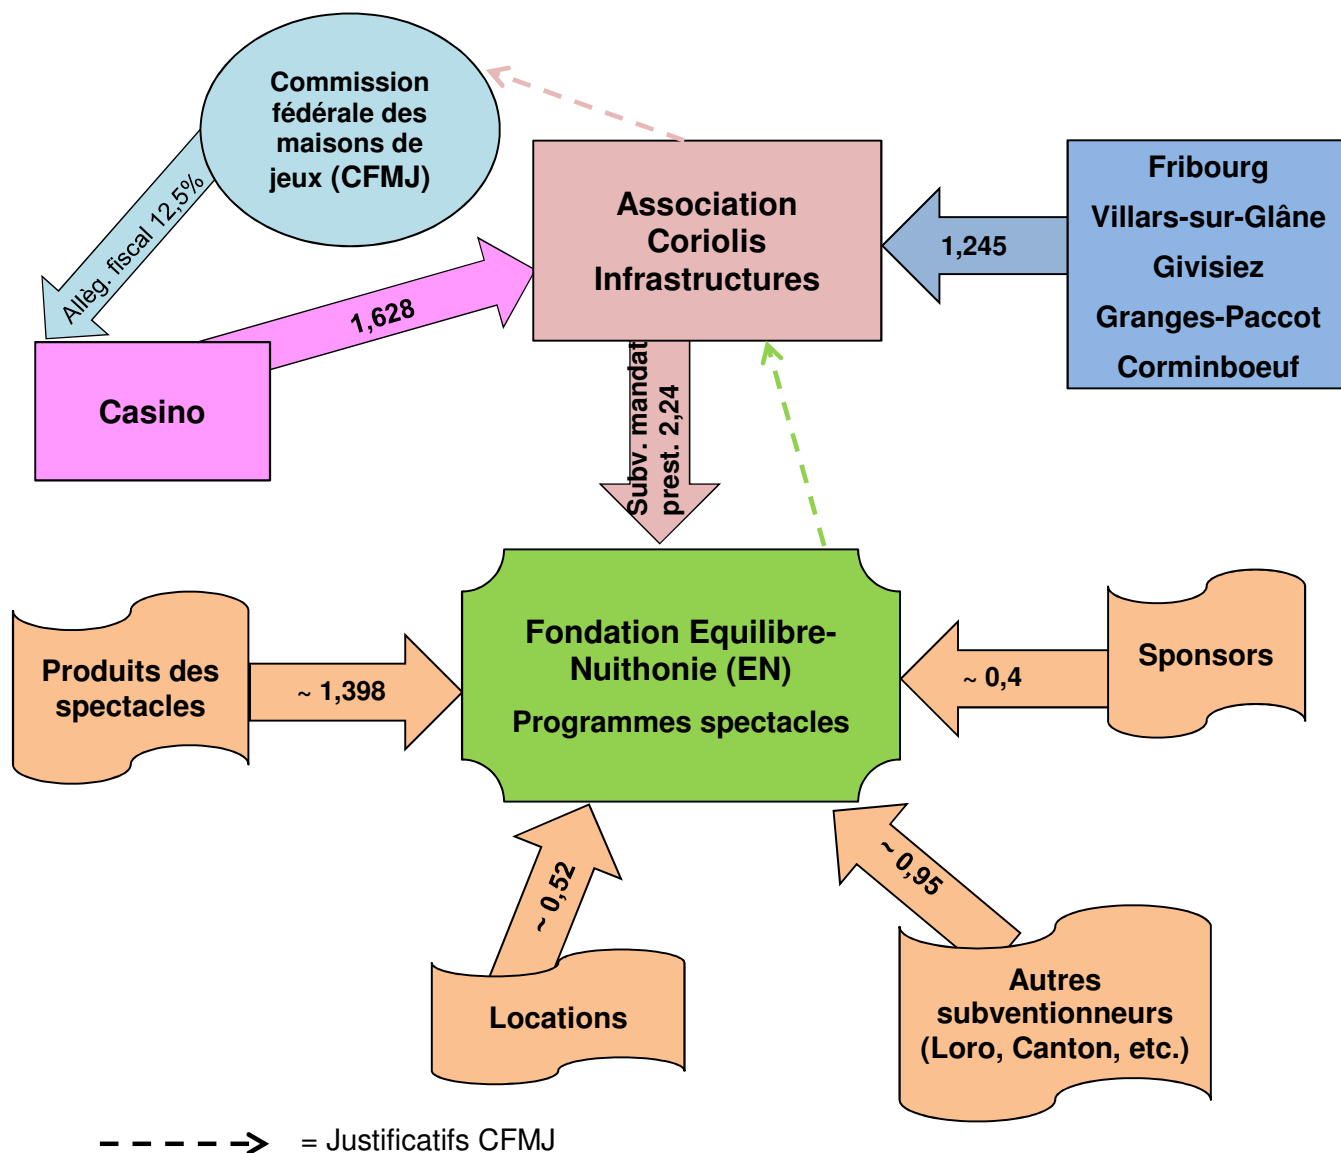 Commission
fédérale des
maisons de
jeux (CFMJ)
Allèg. fiscal 12,5%
Casino
1,628
Association
Coriolis
Infrastructures
1,245
Fribourg
Villars-sur-Glâne
Givisiez
Granges-Paccot
Corminboeuf
Subv. mandat
prest. 2,24
Produits des
spectacles
~ 1,398
Fondation Equilibre-
Nuithonie (EN)
Programmes spectacles
~ 0,4
Sponsors
~ 0,52
Locations
~ 0,95
Autres
subventionneurs
(Loro, Canton, etc.)
= Justificatifs CFMJ